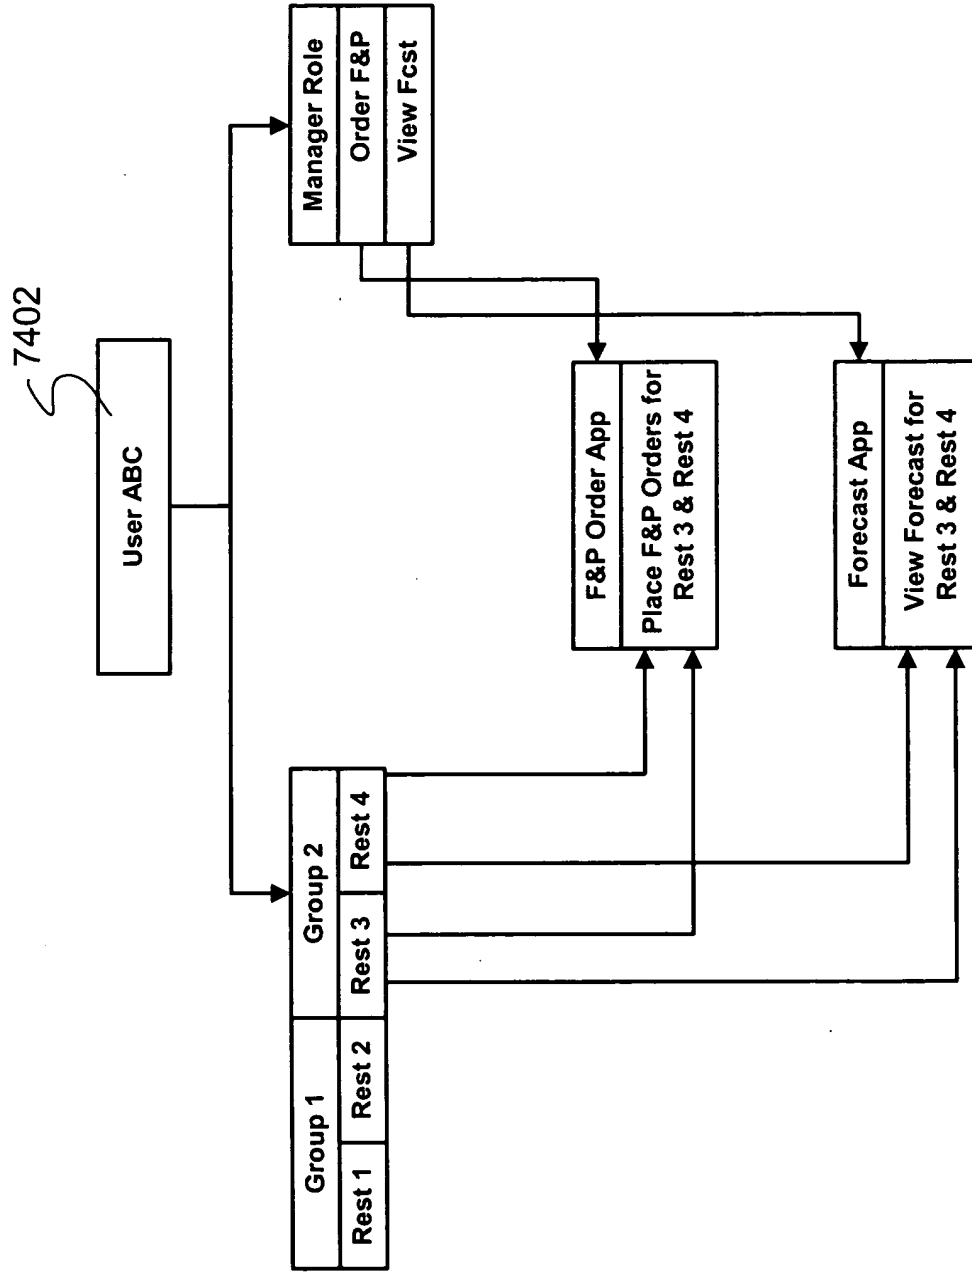 7402
User ABC
Group 1
Group 2
Rest 1
Rest 2
Rest 3
Rest 4
Manager Role
Order F&P
View Fcst
F&P Order App
Place F&P Orders for
Rest 3 & Rest 4
Forecast App
View Forecast for
Rest 3 & Rest 4